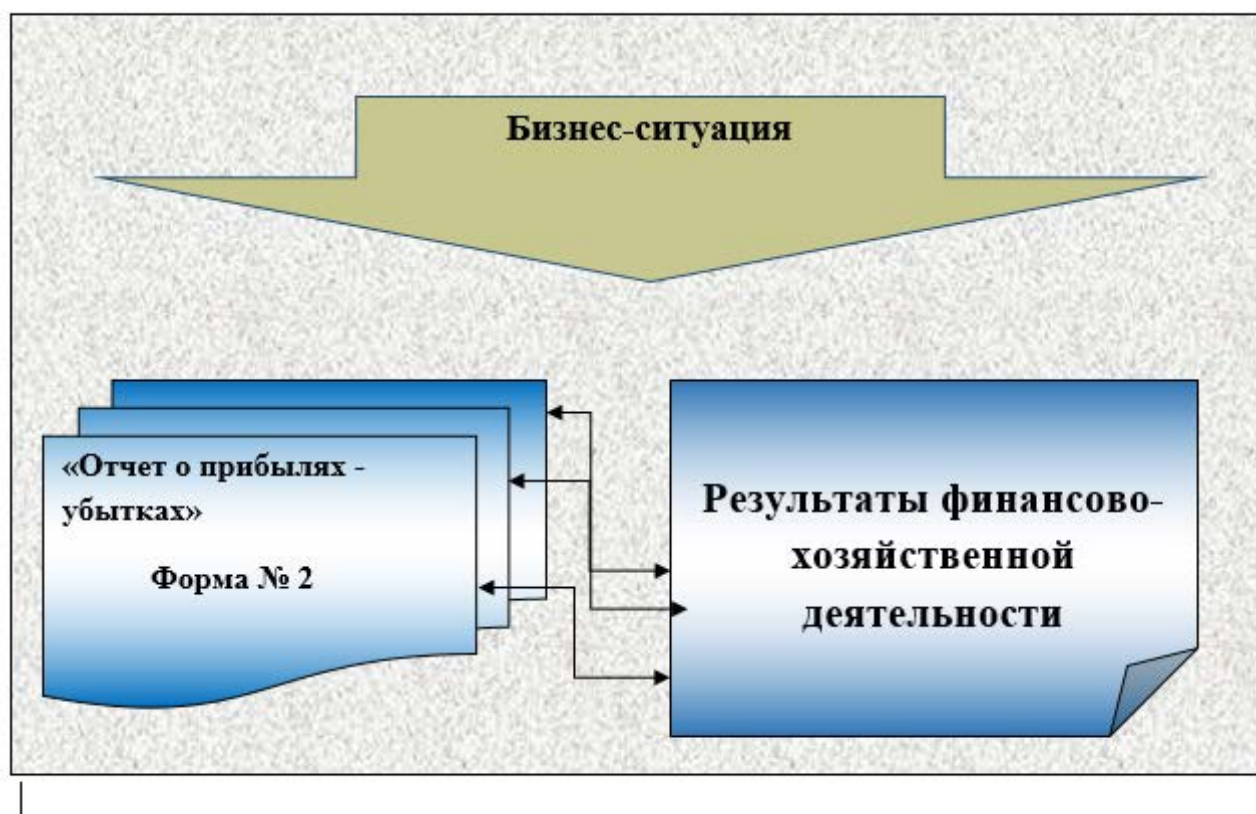 Бизнес-ситуация
«Отчет о прибылях -
убытках»
Форма № 2
Результаты финансово-
хозяйственной
деятельности